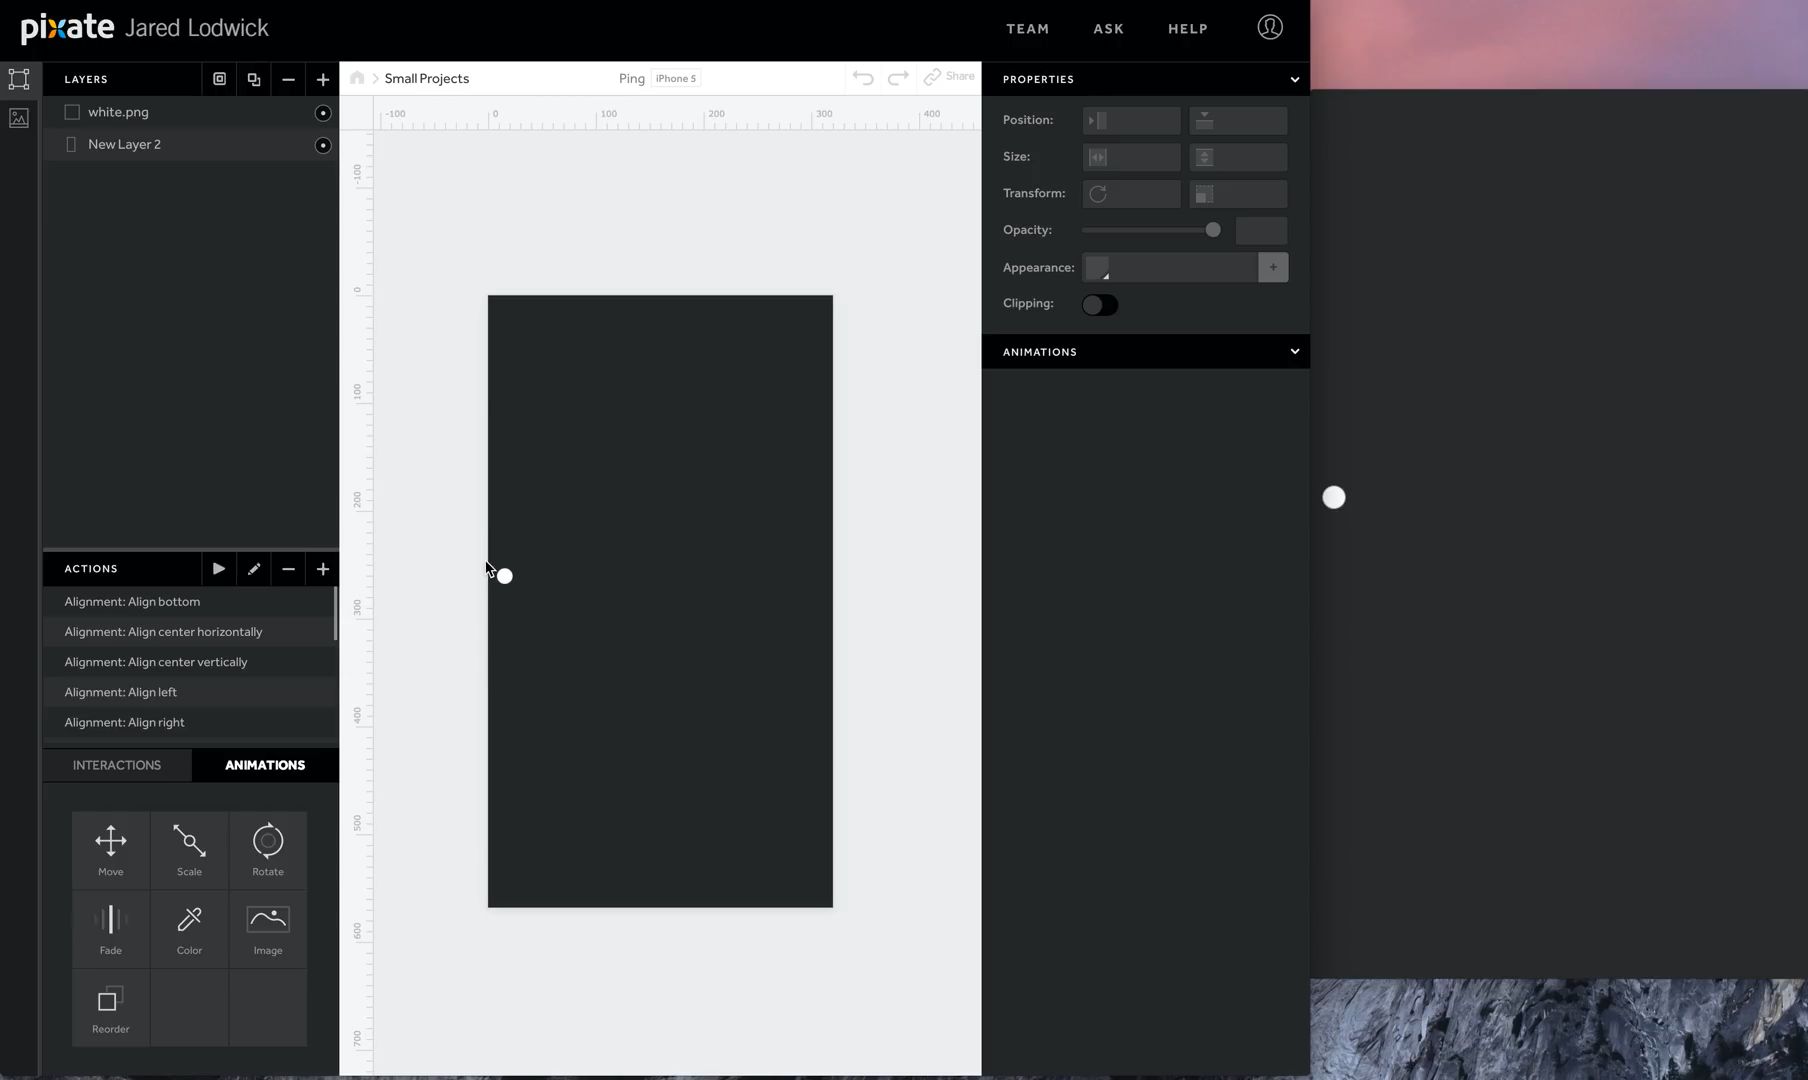 pixate Jared Lodwick
TEAM ASK HELP
LAYERS
white.png
New Layer 2
Small Projects
Ping iPhone 5
Share
-100 0 100 200 300 400
-100
0
100
200
300
400
500
600
700
PROPERTIES
Position:
Size:
Transform:
Opacity:
Appearance: +
Clipping:
ANIMATIONS
ACTIONS
Alignment: Align bottom
Alignment: Align center horizontally
Alignment: Align center vertically
Alignment: Align left
Alignment: Align right
INTERACTIONS ANIMATIONS
Move Scale Rotate
Fade Color Image
Reorder